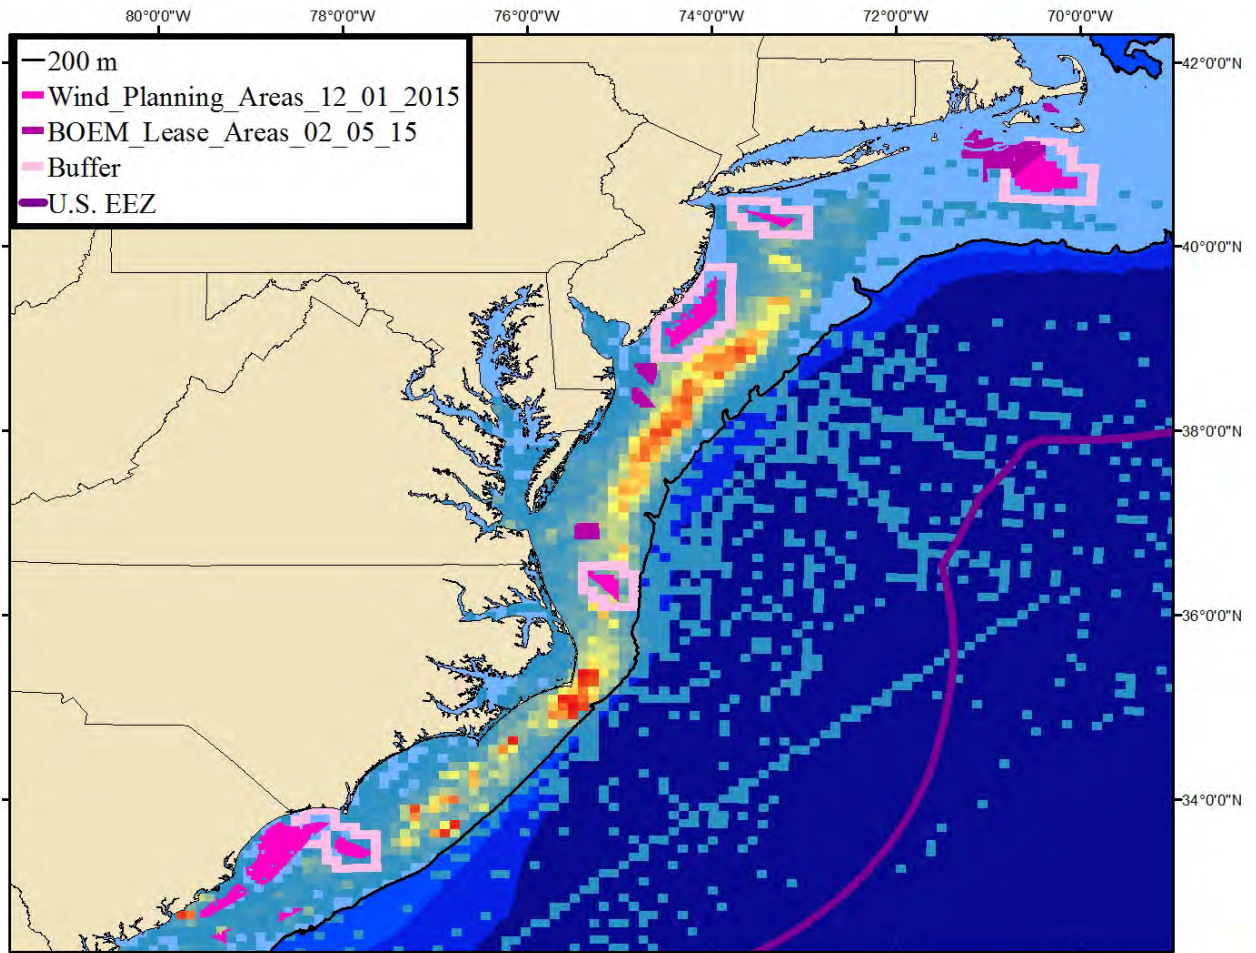 80°0'0"W 78°0'0"W 76°0'0"W 74°0'0"W 72°0'0"W 70°0'0"W
200 m
Wind_Planning_Areas_12_01_2015
BOEM_Lease_Areas_02_05_15
Buffer
U.S. EEZ
42°0'0"N
40°0'0"N
38°0'0"N
36°0'0"N
34°0'0"N